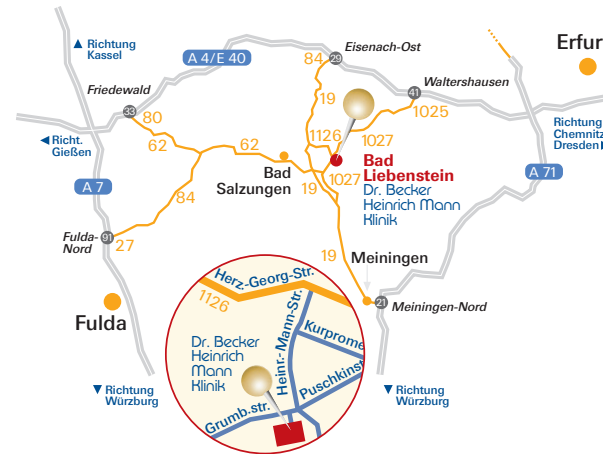 ▲ Richtung
Kassel
A 4/E 40
84
29
Eisenach-Ost
Erfur
Friedewald
33
80
19
41
Waltershausen
1025
◀ Richt.
Gießen
62
62
1126
1027
Richtung
Chemnitz
Dresden
A 7
84
Bad
Salzungen
19
1027
Bad
Liebenstein
Dr. Becker
Heinrich Mann
Klinik
A 71
Fulda-
Nord
91
27
19
Meiningen
21
Meiningen-Nord
Fulda
Herz.-Georg-Str.
1126
Heinr.-Mann-Str.
Kurprome
Puschkinst
Grumb.str.
Dr. Becker
Heinrich
Mann
Klinik
▼ Richtung
Würzburg
▼ Richtung
Würzburg